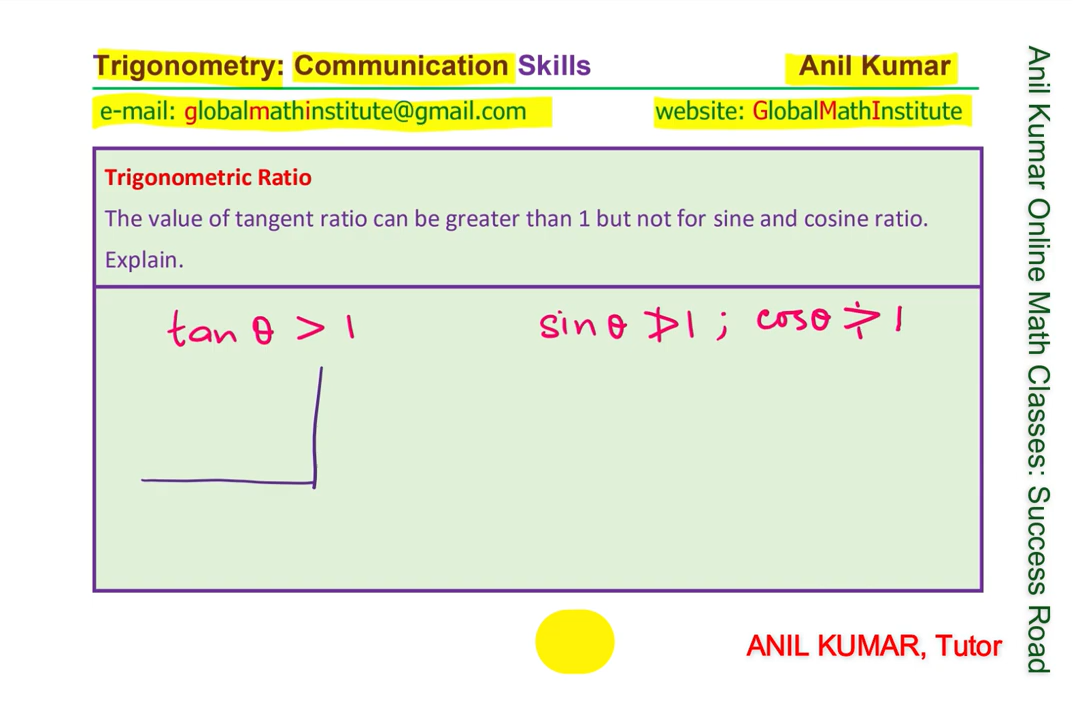 Trigonometry: Communication Skills Anil Kumar
e-mail: globalmathinstitute@gmail.com website: GlobalMathInstitute
Trigonometric Ratio
The value of tangent ratio can be greater than 1 but not for sine and cosine ratio.
Explain.
tan θ > 1 sin θ ≯ 1 ; cosθ ≯ 1
ANIL KUMAR, Tutor
Anil Kumar Online Math Classes: Success Road